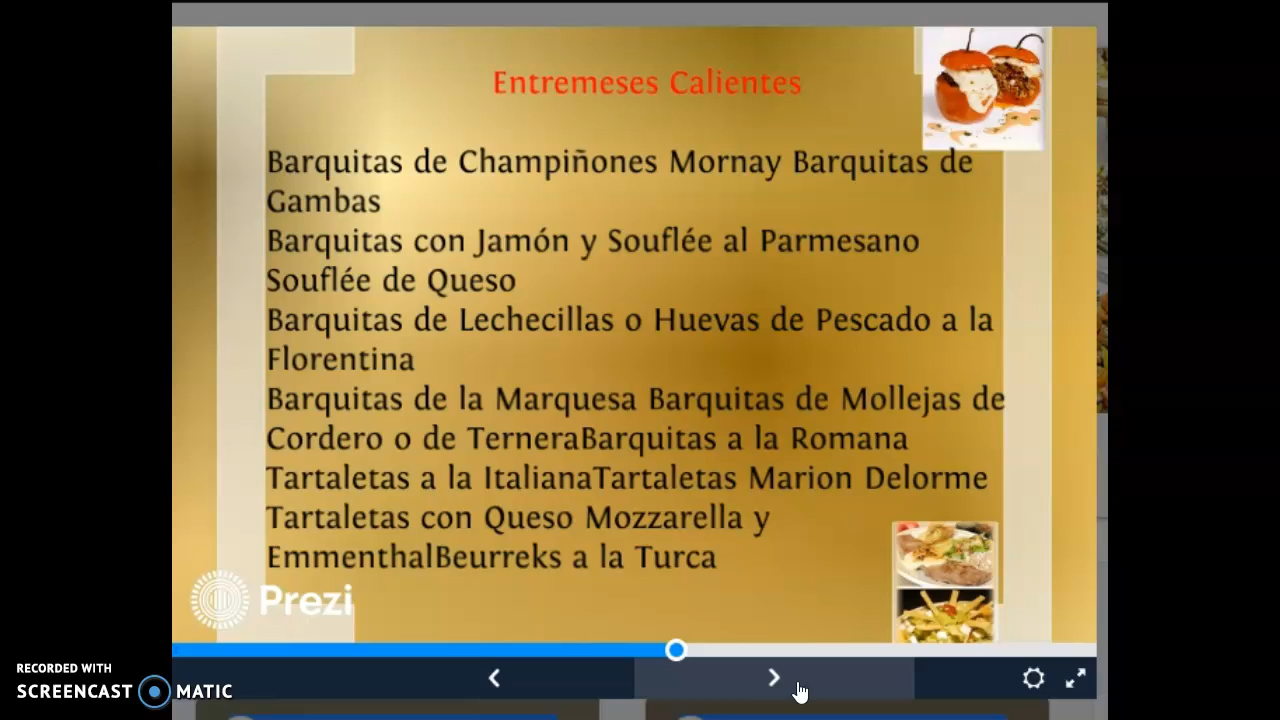 Entremeses Calientes
Barquitas de Champiñones Mornay Barquitas de
Gambas
Barquitas con Jamón y Souflée al Parmesano
Souflée de Queso
Barquitas de Lechecillas o Huevas de Pescado a la
Florentina
Barquitas de la Marquesa Barquitas de Mollejas de
Cordero o de TerneraBarquitas a la Romana
Tartaletas a la ItalianaTartaletas Marion Delorme
Tartaletas con Queso Mozzarella y
EmmenthalBeurreks a la Turca
Prezi
RECORDED WITH
SCREENCAST MATIC